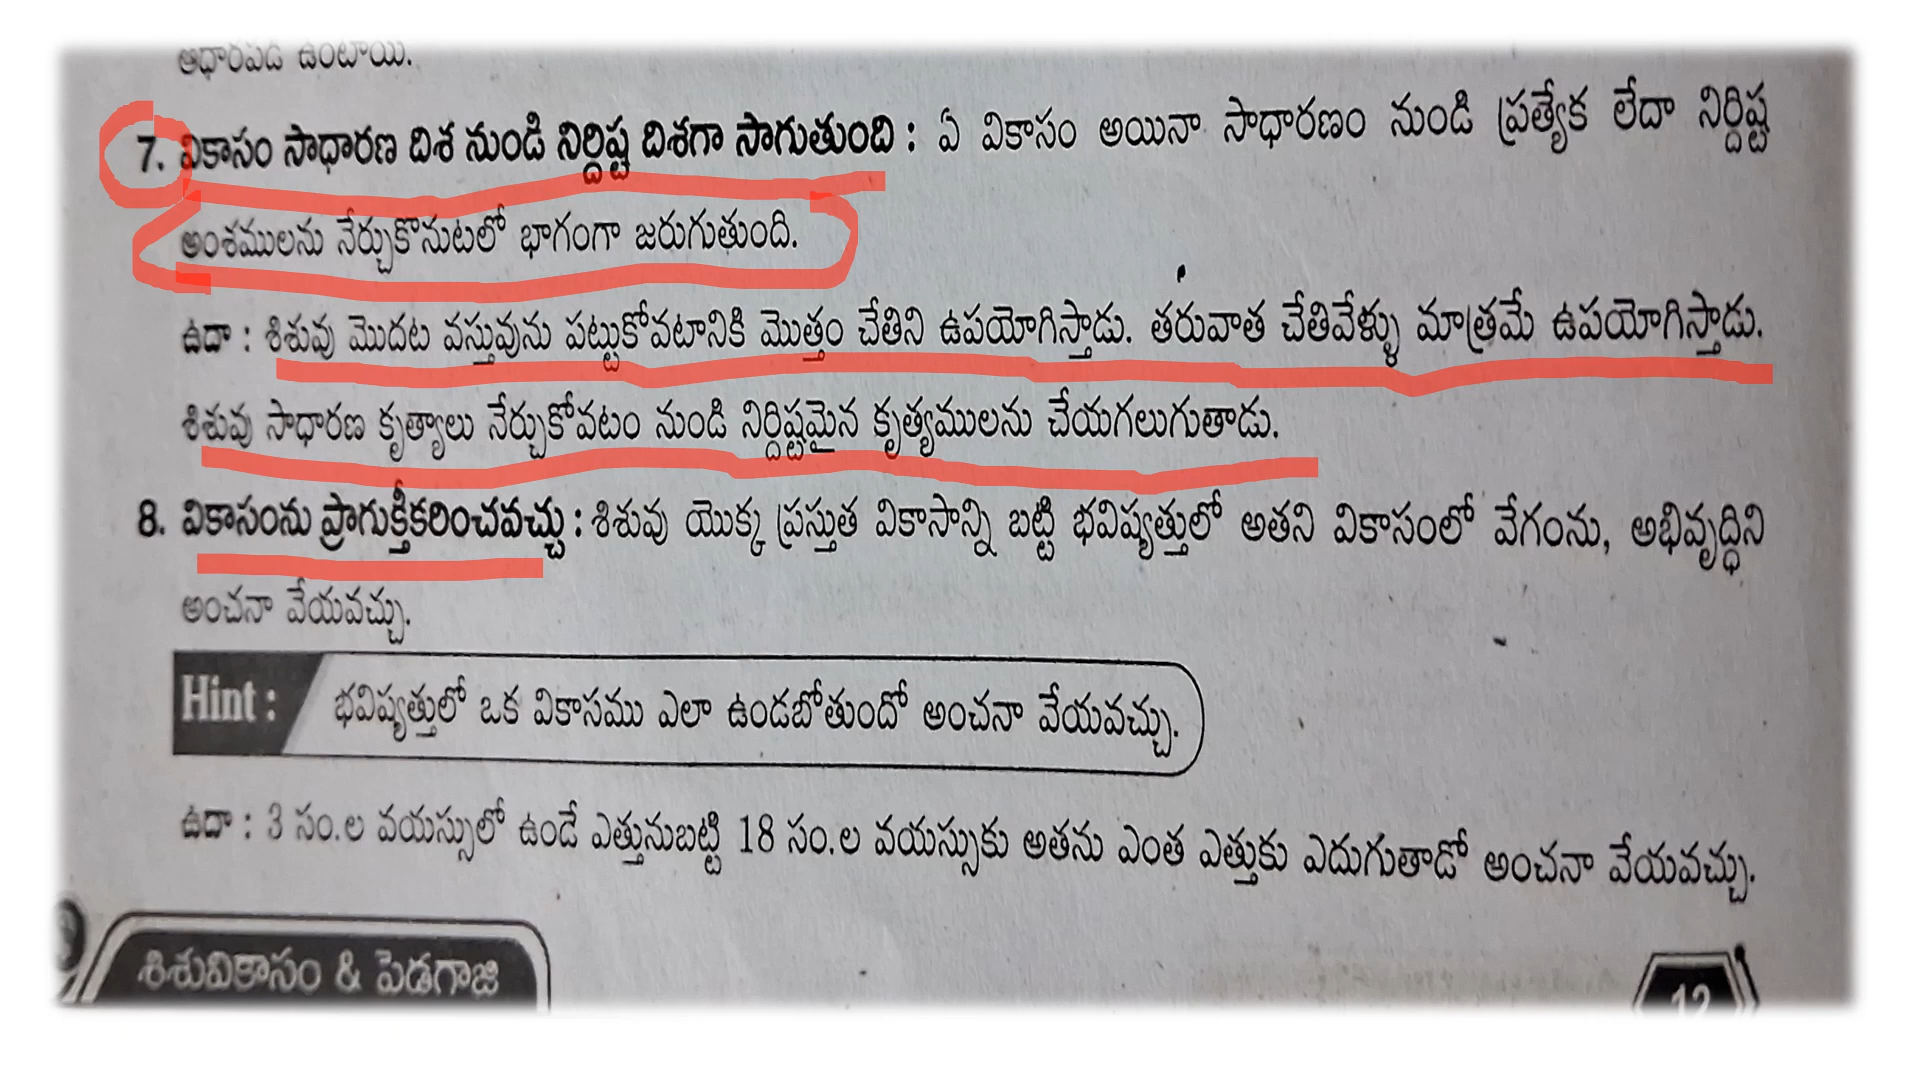 ఆధారపడి ఉంటాయి.
7. వికాసం సాధారణ దిశ నుండి నిర్దిష్ట దిశగా సాగుతుంది : ఏ వికాసం అయినా సాధారణం నుండి ప్రత్యేక లేదా నిర్దిష్ట
అంశములను నేర్చుకొనుటలో భాగంగా జరుగుతుంది.
ఉదా : శిశువు మొదట వస్తువును పట్టుకోవటానికి మొత్తం చేతిని ఉపయోగిస్తాడు. తరువాత చేతివేళ్ళు మాత్రమే ఉపయోగిస్తాడు.
శిశువు సాధారణ కృత్యాలు నేర్చుకోవటం నుండి నిర్దిష్టమైన కృత్యములను చేయగలుగుతాడు.
8. వికాసంను ప్రాగుక్తీకరించవచ్చు : శిశువు యొక్క ప్రస్తుత వికాసాన్ని బట్టి భవిష్యత్తులో అతని వికాసంలో వేగంను, అభివృద్ధిని
అంచనా వేయవచ్చు.
Hint : భవిష్యత్తులో ఒక వికాసము ఎలా ఉండబోతుందో అంచనా వేయవచ్చు.
ఉదా : 3 సం.ల వయస్సులో ఉండే ఎత్తునుబట్టి 18 సం.ల వయస్సుకు అతను ఎంత ఎత్తుకు ఎదుగుతాడో అంచనా వేయవచ్చు.
శిశువికాసం & పెడగాజి
12